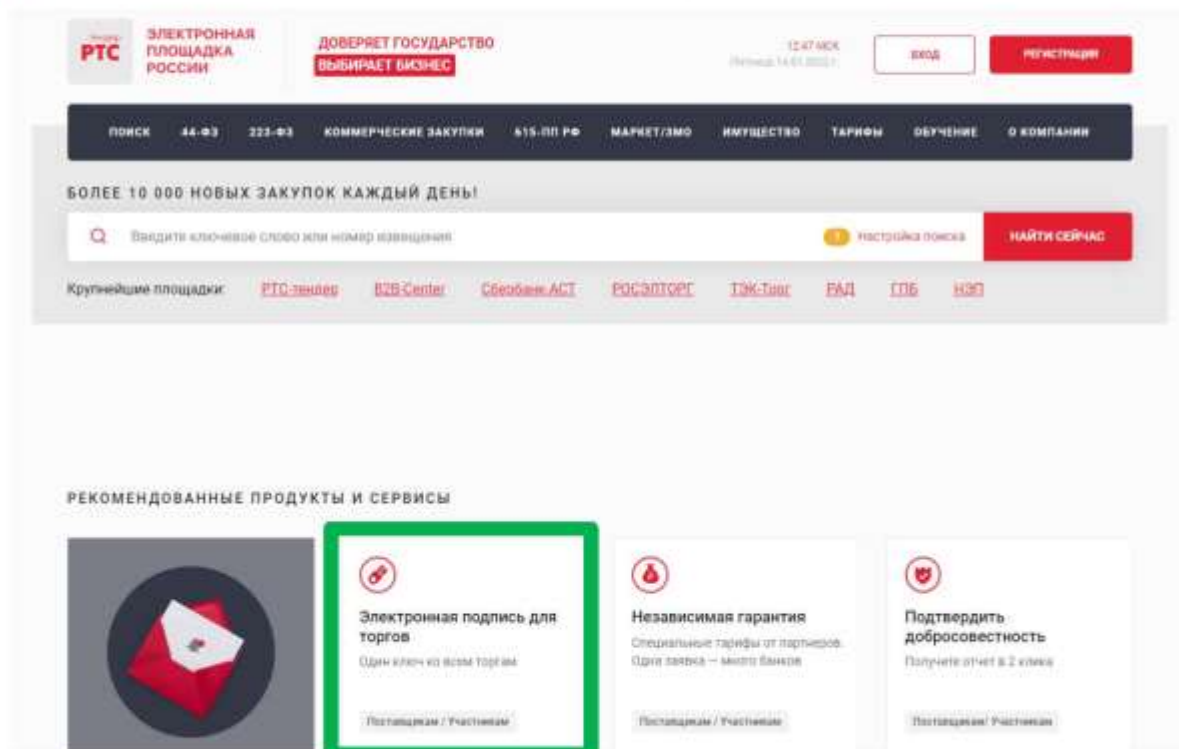 тендер
РТС
ЭЛЕКТРОННАЯ
ПЛОЩАДКА
РОССИИ
ДОВЕРЯЕТ ГОСУДАРСТВО
ВЫБИРАЕТ БИЗНЕС
12:47 МСК
ВХОД
РЕГИСТРАЦИЯ
ПОИСК 44-ФЗ 223-ФЗ КОММЕРЧЕСКИЕ ЗАКУПКИ 615-ПП РФ МАРКЕТ/ЗМО ИМУЩЕСТВО ТАРИФЫ ОБУЧЕНИЕ О КОМПАНИИ
БОЛЕЕ 10 000 НОВЫХ ЗАКУПОК КАЖДЫЙ ДЕНЬ!
Введите ключевое слово или номер извещения
Настройка поиска
НАЙТИ СЕЙЧАС
Крупнейшие площадки: РТС-тендер B2B-Center Сбербанк-АСТ РОСЭЛТОРГ ТЭК-Торг РАД ГПБ НЭП
РЕКОМЕНДОВАННЫЕ ПРОДУКТЫ И СЕРВИСЫ
Электронная подпись для
торгов
Один ключ ко всем торгам
Поставщикам / Участникам
Независимая гарантия
Специальные тарифы от партнеров.
Одна заявка — много банков
Поставщикам / Участникам
Подтвердить
добросовестность
Получите отчет в 2 клика
Поставщикам/ Участникам